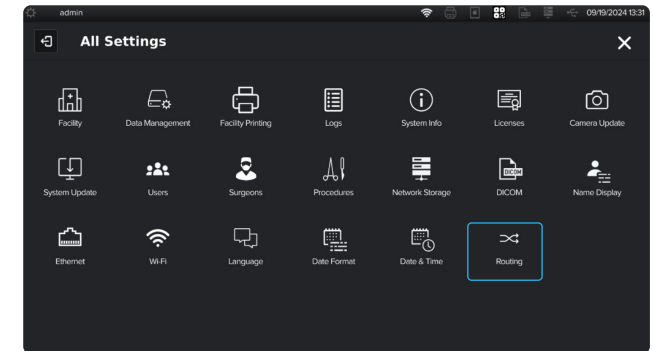 admin
09/19/2024 13:31
All Settings
Facility
Data Management
Facility Printing
Logs
System Info
Licenses
Camera Update
System Update
Users
Surgeons
Procedures
Network Storage
DICOM
DICOM
Name Display
Ethernet
Wi-Fi
Language
Date Format
Date & Time
Routing